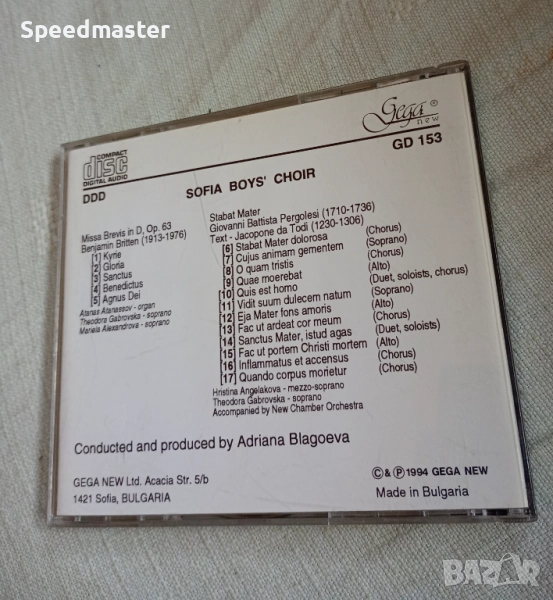 Speedmaster
COMPACT
disc
DIGITAL AUDIO
DDD
Gega ®
new
GD 153
SOFIA BOYS' CHOIR
Missa Brevis in D, Op. 63
Benjamin Britten (1913-1976)
[1] Kyrie
[2] Gloria
[3] Sanctus
[4] Benedictus
[5] Agnus Dei
Atanas Atanassov - organ
Theodora Gabrovska - soprano
Mariela Alexandrova - soprano
Stabat Mater
Giovanni Battista Pergolesi (1710-1736)
Text - Jacopone da Todi (1230-1306)
[6] Stabat Mater dolorosa (Chorus)
[7] Cujus animam gementem (Soprano)
[8] O quam tristis (Chorus)
[9] Quae moerebat (Alto)
[10] Quis est homo (Duet, soloists, chorus)
[11] Vidit suum dulecem natum (Soprano)
[12] Eja Mater fons amoris (Alto)
[13] Fac ut ardeat cor meum (Chorus)
[14] Sanctus Mater, istud agas (Duet, soloists)
[15] Fac ut portem Christi mortem (Alto)
[16] Inflammatus et accensus (Chorus)
[17] Quando corpus morietur (Chorus)
Hristina Angelakova - mezzo-soprano
Theodora Gabrovska - soprano
Accompanied by New Chamber Orchestra
Conducted and produced by Adriana Blagoeva
GEGA NEW Ltd. Acacia Str. 5/b
1421 Sofia, BULGARIA
© & ℗ 1994 GEGA NEW
Made in Bulgaria
BAZAR
.bg